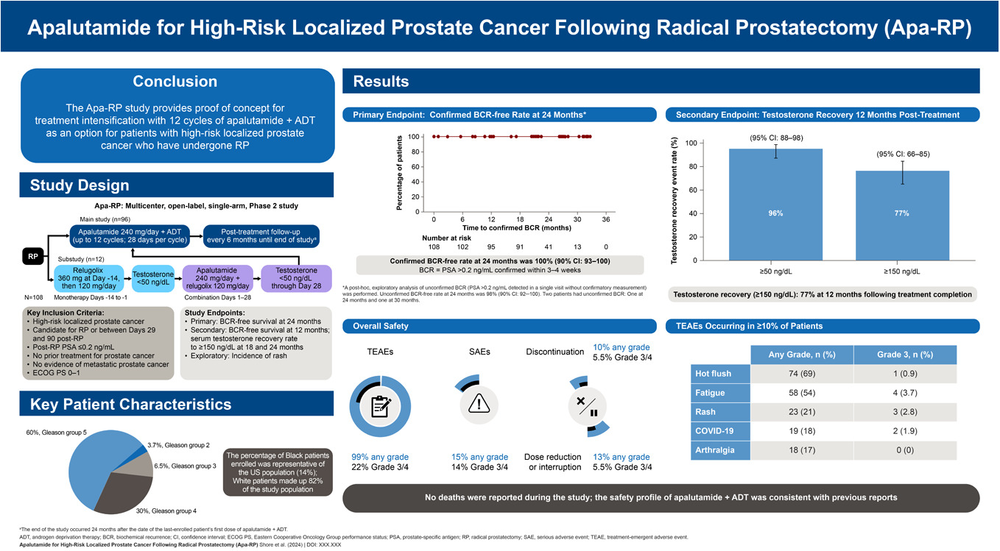 Apalutamide for High-Risk Localized Prostate Cancer Following Radical Prostatectomy (Apa-RP)
Conclusion
The Apa-RP study provides proof of concept for
treatment intensification with 12 cycles of apalutamide + ADT
as an option for patients with high-risk localized prostate
cancer who have undergone RP
Study Design
Apa-RP: Multicenter, open-label, single-arm, Phase 2 study
Main study (n=96)
Apalutamide 240 mg/day + ADT
(up to 12 cycles; 28 days per cycle)
Post-treatment follow-up
every 6 months until end of studyª
RP
Substudy (n=12)
Relugolix
360 mg at Day -14,
then 120 mg/day
Testosterone
<50 ng/dL
Apalutamide
240 mg/day +
relugolix 120 mg/day
Testosterone
<50 ng/dL
through Day 28
N=108
Monotherapy Days -14 to -1
Combination Days 1–28
Key Inclusion Criteria:
• High-risk localized prostate cancer
• Candidate for RP or between Days 29
and 90 post-RP
• Post-RP PSA ≤0.2 ng/mL
• No prior treatment for prostate cancer
• No evidence of metastatic prostate cancer
• ECOG PS 0–1
Study Endpoints:
• Primary: BCR-free survival at 24 months
• Secondary: BCR-free survival at 12 months;
serum testosterone recovery rate
to ≥150 ng/dL at 18 and 24 months
• Exploratory: Incidence of rash
Key Patient Characteristics
60%, Gleason group 5
3.7%, Gleason group 2
6.5%, Gleason group 3
30%, Gleason group 4
The percentage of Black patients
enrolled was representative of
the US population (14%);
White patients made up 82%
of the study population
Results
Primary Endpoint: Confirmed BCR-free Rate at 24 Months*
Percentage of patients
100
80
60
40
20
0
0 6 12 18 24 30 36
Time to confirmed BCR (months)
Number at risk
108 102 95 91 41 13 0
Confirmed BCR-free rate at 24 months was 100% (90% CI: 93–100)
BCR = PSA >0.2 ng/mL confirmed within 3–4 weeks
*A post-hoc, exploratory analysis of unconfirmed BCR (PSA >0.2 ng/mL detected in a single visit without confirmatory measurement)
was performed. Unconfirmed BCR-free rate at 24 months was 98% (90% CI: 92–100). Two patients had unconfirmed BCR: One at
24 months and one at 30 months.
Secondary Endpoint: Testosterone Recovery 12 Months Post-Treatment
Testosterone recovery event rate (%)
100
80
60
40
20
0
(95% CI: 88–98)
(95% CI: 66–85)
96%
77%
≥50 ng/dL
≥150 ng/dL
Testosterone recovery (≥150 ng/dL): 77% at 12 months following treatment completion
Overall Safety
TEAEs
SAEs
Discontinuation
10% any grade
5.5% Grade 3/4
99% any grade
22% Grade 3/4
15% any grade
14% Grade 3/4
Dose reduction
or interruption
13% any grade
5.5% Grade 3/4
TEAEs Occurring in ≥10% of Patients
Any Grade, n (%) Grade 3, n (%)
Hot flush 74 (69) 1 (0.9)
Fatigue 58 (54) 4 (3.7)
Rash 23 (21) 3 (2.8)
COVID-19 19 (18) 2 (1.9)
Arthralgia 18 (17) 0 (0)
No deaths were reported during the study; the safety profile of apalutamide + ADT was consistent with previous reports
ªThe end of the study occurred 24 months after the date of the last-enrolled patient's first dose of apalutamide + ADT.
ADT, androgen deprivation therapy; BCR, biochemical recurrence; CI, confidence interval; ECOG PS, Eastern Cooperative Oncology Group performance status; PSA, prostate-specific antigen; RP, radical prostatectomy; SAE, serious adverse event; TEAE, treatment-emergent adverse event.
Apalutamide for High-Risk Localized Prostate Cancer Following Radical Prostatectomy (Apa-RP) Shore et al. (2024) | DOI: XXX.XXX